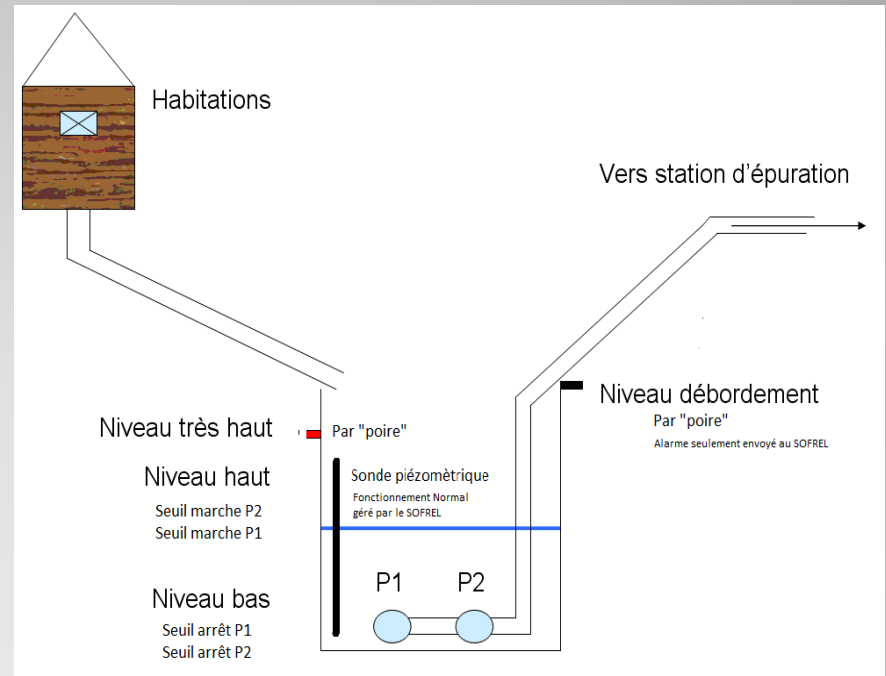 Habitations
Vers station d'épuration
Niveau débordement
Par "poire"
Alarme seulement envoyé au SOFREL
Niveau très haut
Par "poire"
Niveau haut
Seuil marche P2
Seuil marche P1
Sonde piézomètrique
Fonctionnement Normal
géré par le SOFREL
P1
P2
Niveau bas
Seuil arrêt P1
Seuil arrêt P2